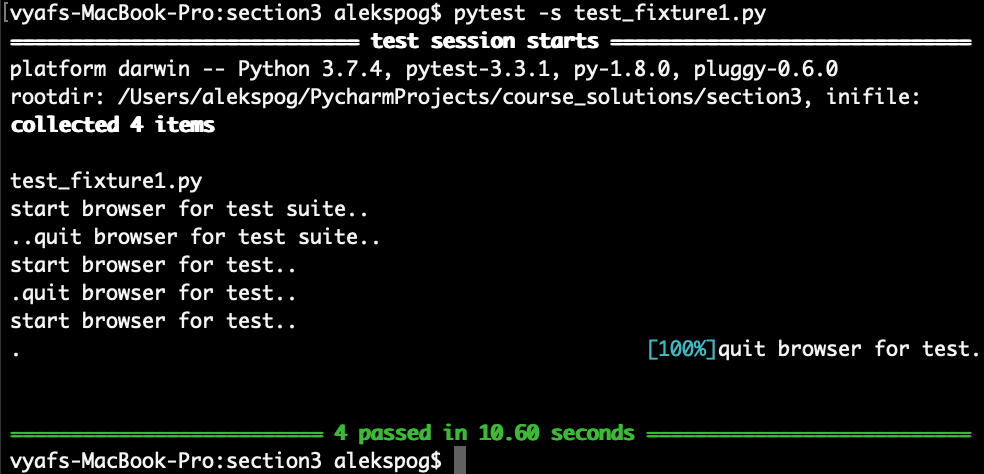 [vyafs-MacBook-Pro:section3 alekspog$ pytest -s test_fixture1.py
============================= test session starts ==============================
platform darwin -- Python 3.7.4, pytest-3.3.1, py-1.8.0, pluggy-0.6.0
rootdir: /Users/alekspog/PycharmProjects/course_solutions/section3, inifile:
collected 4 items
test_fixture1.py
start browser for test suite..
..quit browser for test suite..
start browser for test..
.quit browser for test..
start browser for test..
. [100%]quit browser for test.
========================== 4 passed in 10.60 seconds ===========================
vyafs-MacBook-Pro:section3 alekspog$